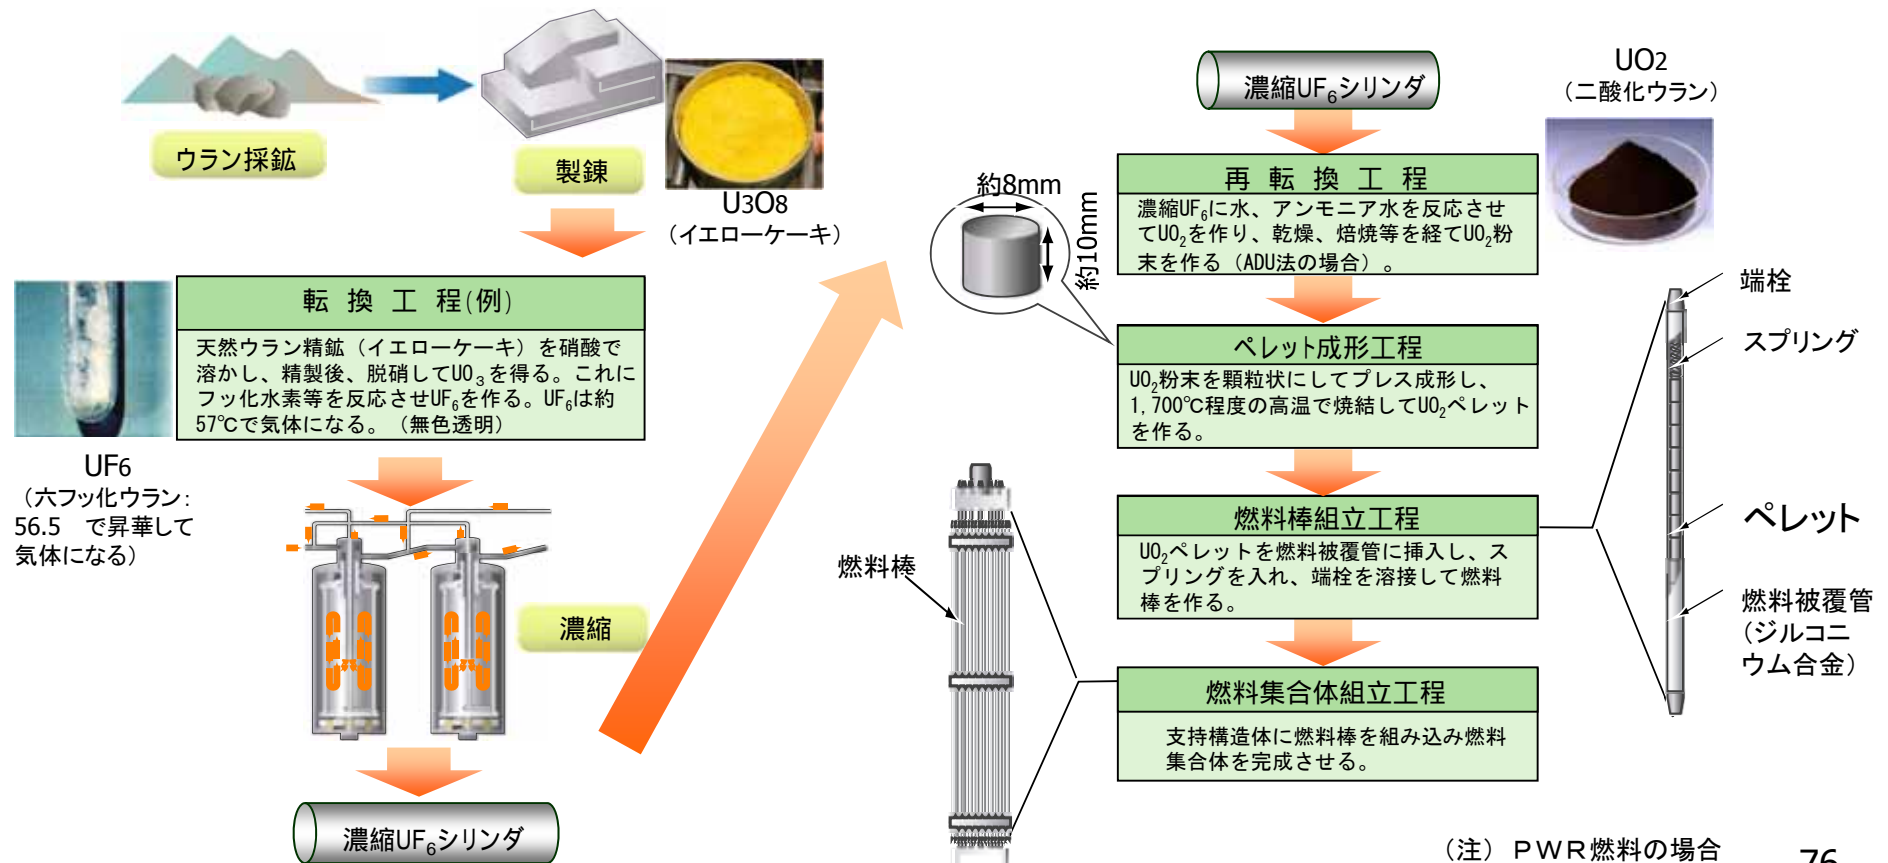 ウラン採鉱
製錬
U3O8
（イエローケーキ）
転換工程(例)
天然ウラン精鉱（イエローケーキ）を硝酸で
溶かし、精製後、脱硝してUO₃を得る。これに
フッ化水素等を反応させUF₆を作る。UF₆は約
57℃で気体になる。（無色透明）
UF6
（六フッ化ウラン：
56.5　で昇華して
気体になる）
濃縮
濃縮UF₆シリンダ
濃縮UF₆シリンダ
UO2
（二酸化ウラン）
再転換工程
濃縮UF₆に水、アンモニア水を反応させ
てUO₂を作り、乾燥、焙焼等を経てUO₂粉
末を作る（ADU法の場合）。
約8mm
約10mm
ペレット成形工程
UO₂粉末を顆粒状にしてプレス成形し、
1,700℃程度の高温で焼結してUO₂ペレット
を作る。
燃料棒組立工程
UO₂ペレットを燃料被覆管に挿入し、ス
プリングを入れ、端栓を溶接して燃料
棒を作る。
燃料集合体組立工程
支持構造体に燃料棒を組み込み燃料
集合体を完成させる。
燃料棒
端栓
スプリング
ペレット
燃料被覆管
（ジルコニ
ウム合金）
（注）ＰＷＲ燃料の場合
76